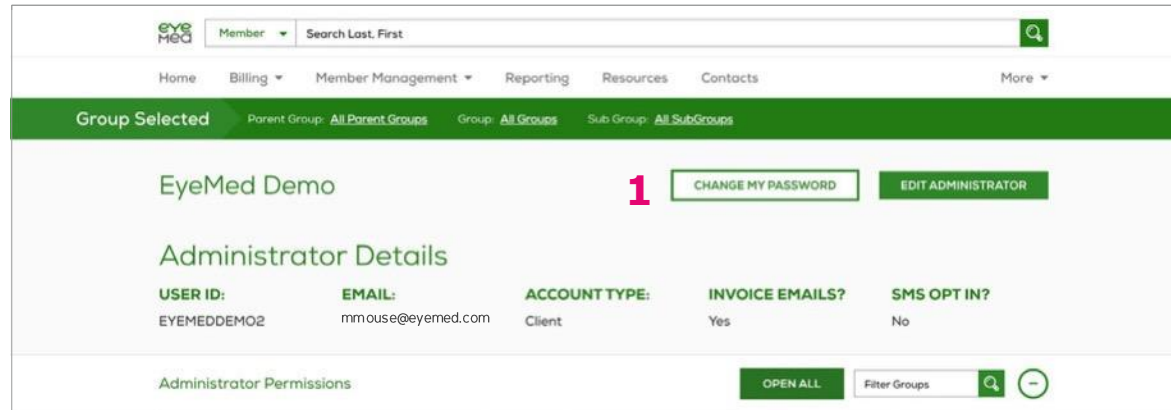 eye
Med
Member Search Last, First
Home Billing Member Management Reporting Resources Contacts More
Group Selected Parent Group: All Parent Groups Group: All Groups Sub Group: All SubGroups
EyeMed Demo 1 CHANGE MY PASSWORD EDIT ADMINISTRATOR
Administrator Details
USER ID: EMAIL: ACCOUNT TYPE: INVOICE EMAILS? SMS OPT IN?
EYEMEDDEMO2 mmouse@eyemed.com Client Yes No
Administrator Permissions OPEN ALL Filter Groups